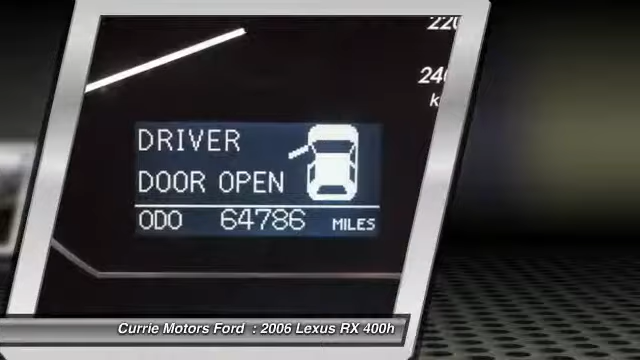 220
240
k
DRIVER
DOOR OPEN
ODO 64786 MILES
Currie Motors Ford : 2006 Lexus RX 400h